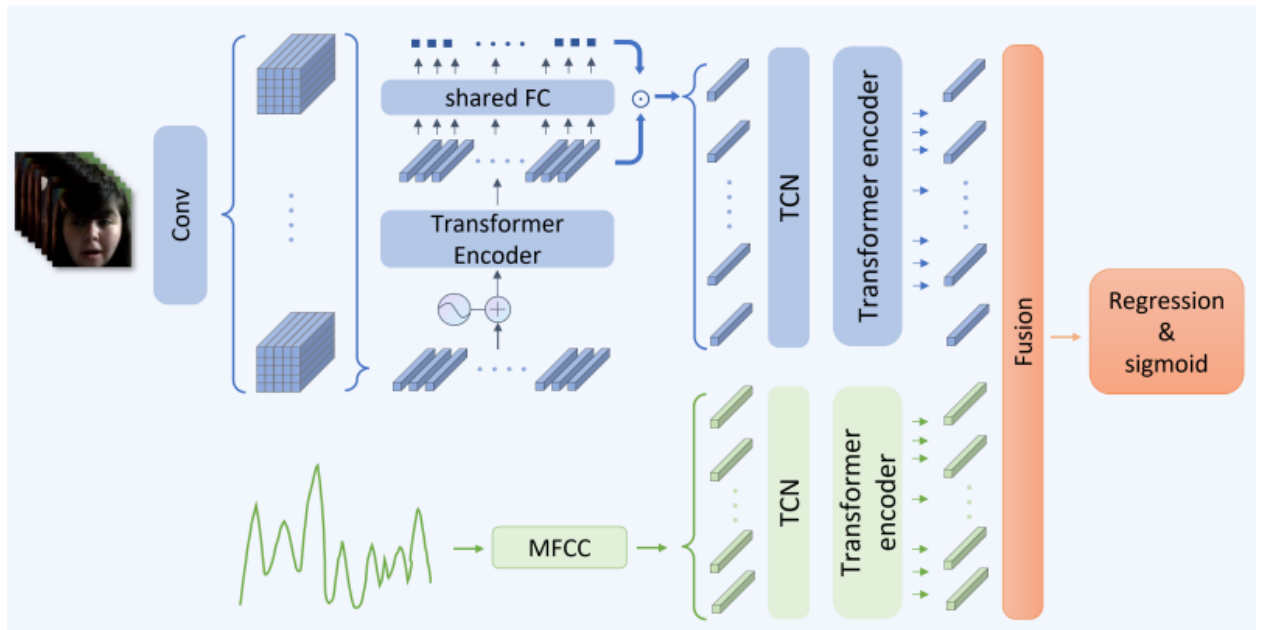 Conv
shared FC
Transformer
Encoder
TCN
Transformer encoder
MFCC
TCN
Transformer
encoder
Fusion
Regression
&
sigmoid